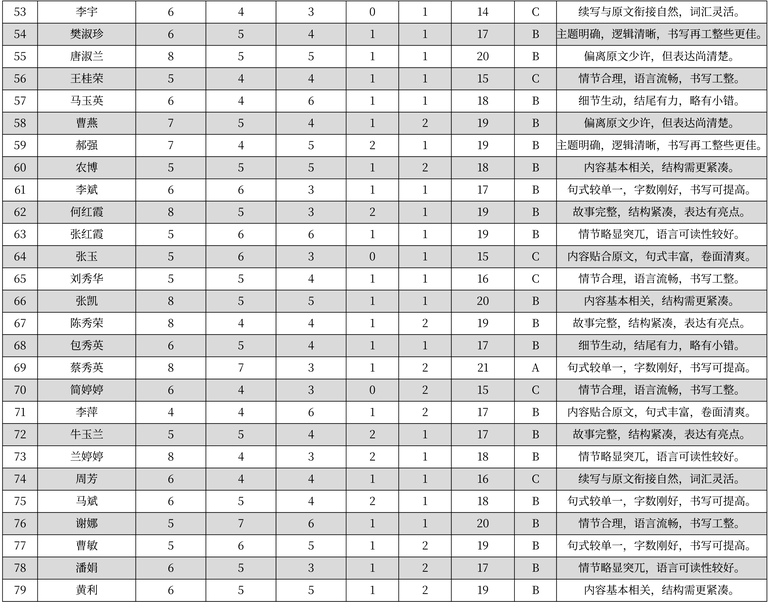 53 李宇 6 4 3 0 1 14 C 续写与原文衔接自然，词汇灵活。
54 樊淑珍 6 5 4 1 1 17 B 主题明确，逻辑清晰，书写再工整些更佳。
55 唐淑兰 8 5 5 1 1 20 B 偏离原文少许，但表达尚清楚。
56 王桂荣 5 4 4 1 1 15 C 情节合理，语言流畅，书写工整。
57 马玉英 6 4 6 1 1 18 B 细节生动，结尾有力，略有小错。
58 曹燕 7 5 4 1 2 19 B 偏离原文少许，但表达尚清楚。
59 郝强 7 4 5 2 1 19 B 主题明确，逻辑清晰，书写再工整些更佳。
60 农博 5 5 5 1 2 18 B 内容基本相关，结构需更紧凑。
61 李斌 6 6 3 1 1 17 B 句式较单一，字数刚好，书写可提高。
62 何红霞 8 5 3 2 1 19 B 故事完整，结构紧凑，表达有亮点。
63 张红霞 5 6 6 1 1 19 B 情节略显突兀，语言可读性较好。
64 张玉 5 6 3 0 1 15 C 内容贴合原文，句式丰富，卷面清爽。
65 刘秀华 5 5 4 1 1 16 C 情节合理，语言流畅，书写工整。
66 张凯 8 5 5 1 1 20 B 内容基本相关，结构需更紧凑。
67 陈秀荣 8 4 4 1 2 19 B 故事完整，结构紧凑，表达有亮点。
68 包秀英 6 5 4 1 1 17 B 细节生动，结尾有力，略有小错。
69 蔡秀英 8 7 3 1 2 21 A 句式较单一，字数刚好，书写可提高。
70 简婷婷 6 4 3 0 2 15 C 情节合理，语言流畅，书写工整。
71 李萍 4 4 6 1 2 17 B 内容贴合原文，句式丰富，卷面清爽。
72 牛玉兰 5 5 4 2 1 17 B 故事完整，结构紧凑，表达有亮点。
73 兰婷婷 8 4 3 2 1 18 B 情节略显突兀，语言可读性较好。
74 周芳 6 4 4 1 1 16 C 续写与原文衔接自然，词汇灵活。
75 马斌 6 5 4 2 1 18 B 句式较单一，字数刚好，书写可提高。
76 谢娜 5 7 6 1 1 20 B 情节合理，语言流畅，书写工整。
77 曹敏 5 6 5 1 2 19 B 句式较单一，字数刚好，书写可提高。
78 潘娟 6 5 3 1 2 17 B 情节略显突兀，语言可读性较好。
79 黄利 6 5 5 1 2 19 B 内容基本相关，结构需更紧凑。